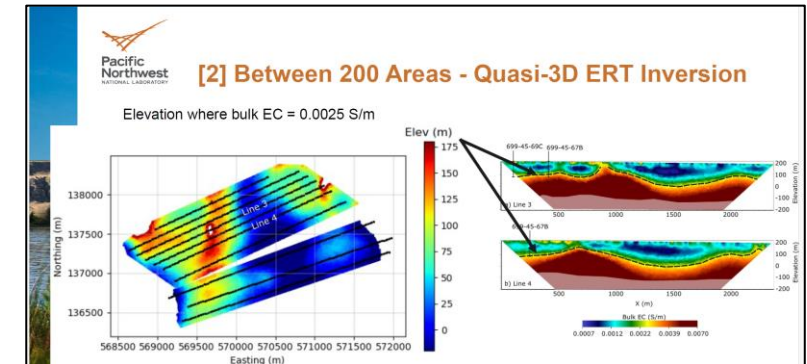 Pacific
Northwest
NATIONAL LABORATORY
[2] Between 200 Areas - Quasi-3D ERT Inversion
Elevation where bulk EC = 0.0025 S/m
Elev (m)
175
150
125
100
75
50
25
0
138000
137500
137000
136500
Northing (m)
Line 3
Line 4
568500 569000 569500 570000 570500 571000 571500 572000
Easting (m)
699-45-69C 699-45-67B
200
100
0
-100
-200
Elevation (m)
a) Line 3
500 1000 1500 2000
699-45-67B
200
100
0
-100
-200
Elevation (m)
b) Line 4
500 1000 1500 2000
X (m)
Bulk EC (S/m)
0.0007 0.0012 0.0022 0.0039 0.0070